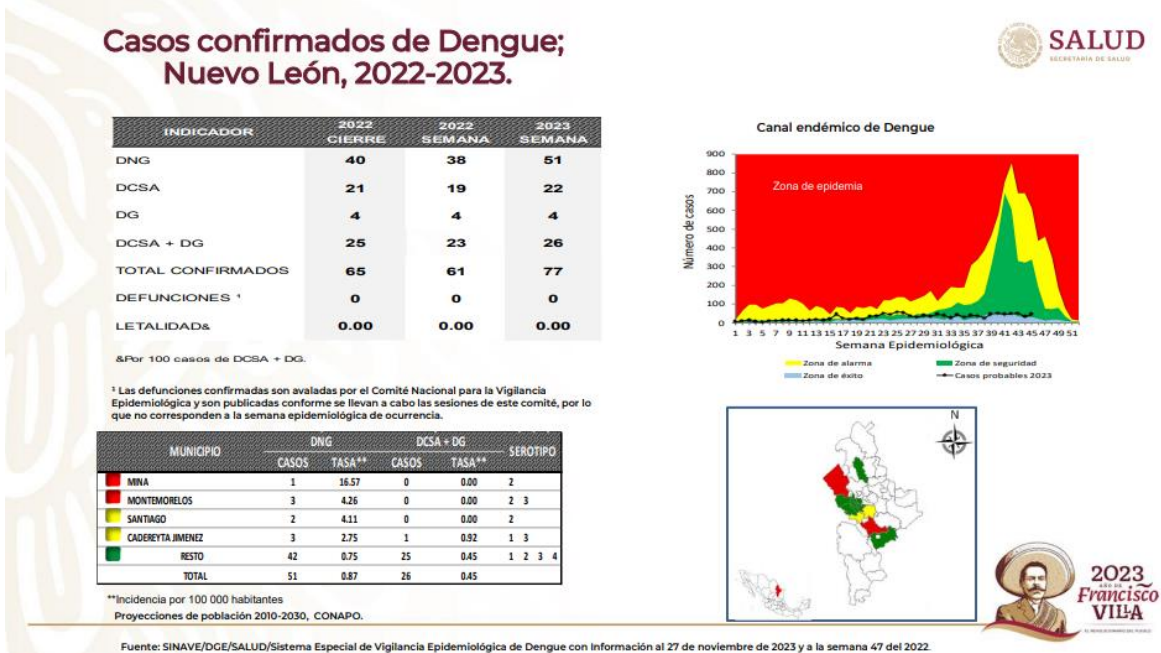 Casos confirmados de Dengue;
Nuevo León, 2022-2023.
SALUD
SECRETARÍA DE SALUD
INDICADOR 2022 CIERRE 2022 SEMANA 2023 SEMANA
DNG 40 38 51
DCSA 21 19 22
DG 4 4 4
DCSA + DG 25 23 26
TOTAL CONFIRMADOS 65 61 77
DEFUNCIONES ¹ 0 0 0
LETALIDAD& 0.00 0.00 0.00
&Por 100 casos de DCSA + DG.
¹ Las defunciones confirmadas son avaladas por el Comité Nacional para la Vigilancia
Epidemiológica y son publicadas conforme se llevan a cabo las sesiones de este comité, por lo
que no corresponden a la semana epidemiológica de ocurrencia.
MUNICIPIO DNG DCSA + DG SEROTIPO
CASOS TASA** CASOS TASA**
MINA 1 16.57 0 0.00 2
MONTEMORELOS 3 4.26 0 0.00 2 3
SANTIAGO 2 4.11 0 0.00 2
CADEREYTA JIMENEZ 3 2.75 1 0.92 1 3
RESTO 42 0.75 25 0.45 1 2 3 4
TOTAL 51 0.87 26 0.45
**Incidencia por 100 000 habitantes
Proyecciones de población 2010-2030, CONAPO.
Canal endémico de Dengue
Número de casos
900
800
700
600
500
400
300
200
100
0
Zona de epidemia
1 3 5 7 9 11 13 15 17 19 21 23 25 27 29 31 33 35 37 39 41 43 45 47 49 51
Semana Epidemiológica
Zona de alarma Zona de seguridad
Zona de éxito Casos probables 2023
N
2023
AÑO DE
Francisco
VILLA
EL REVOLUCIONARIO DEL PUEBLO
Fuente: SINAVE/DGE/SALUD/Sistema Especial de Vigilancia Epidemiológica de Dengue con Información al 27 de noviembre de 2023 y a la semana 47 del 2022.